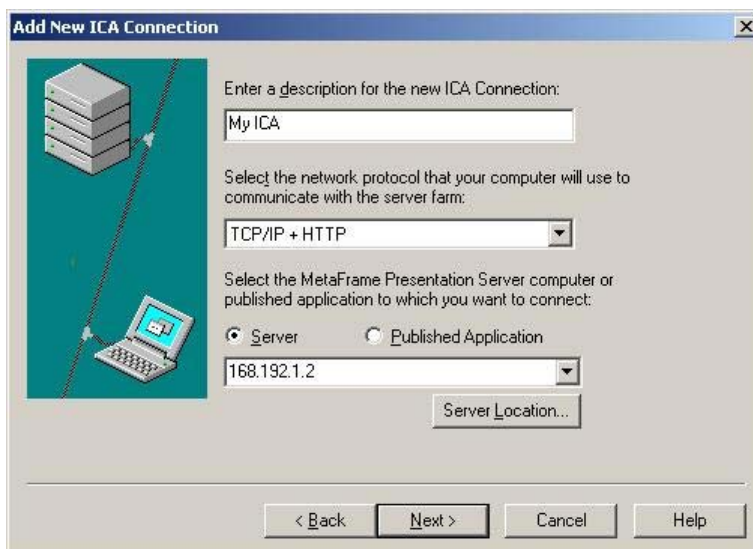 Add New ICA Connection
Enter a description for the new ICA Connection:
My ICA
Select the network protocol that your computer will use to
communicate with the server farm:
TCP/IP + HTTP
Select the MetaFrame Presentation Server computer or
published application to which you want to connect:
Server Published Application
168.192.1.2
Server Location...
< Back Next > Cancel Help